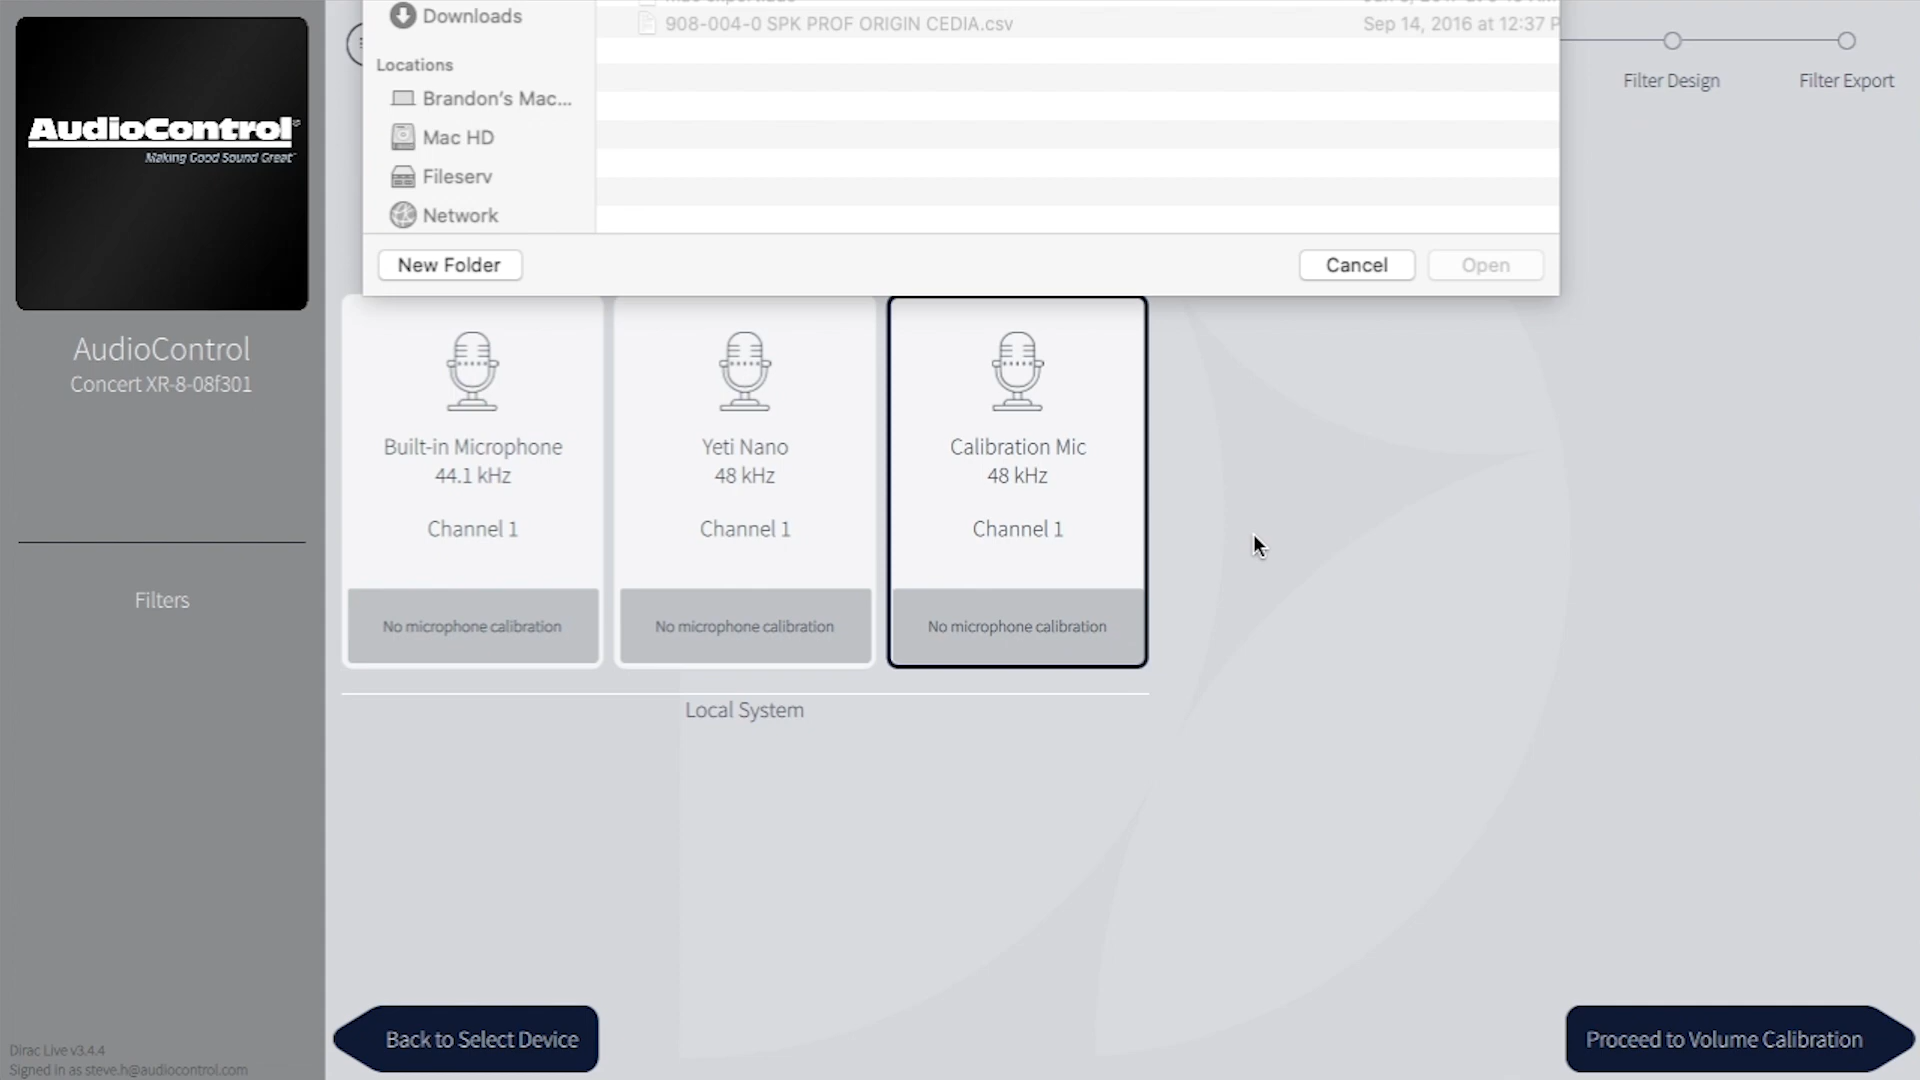 Downloads
908-004-0 SPK PROF ORIGIN CEDIA.csv
Sep 14, 2016 at 12:37 P
Locations
Brandon's Mac...
Mac HD
Fileserv
Network
New Folder
Cancel
Open
Filter Design
Filter Export
AudioControl®
Making Good Sound Great™
AudioControl
Concert XR-8-08f301
Filters
Built-in Microphone
44.1 kHz
Channel 1
No microphone calibration
Yeti Nano
48 kHz
Channel 1
No microphone calibration
Calibration Mic
48 kHz
Channel 1
No microphone calibration
Local System
Back to Select Device
Proceed to Volume Calibration
Dirac Live v3.4.4
Signed in as steve.h@audiocontrol.com